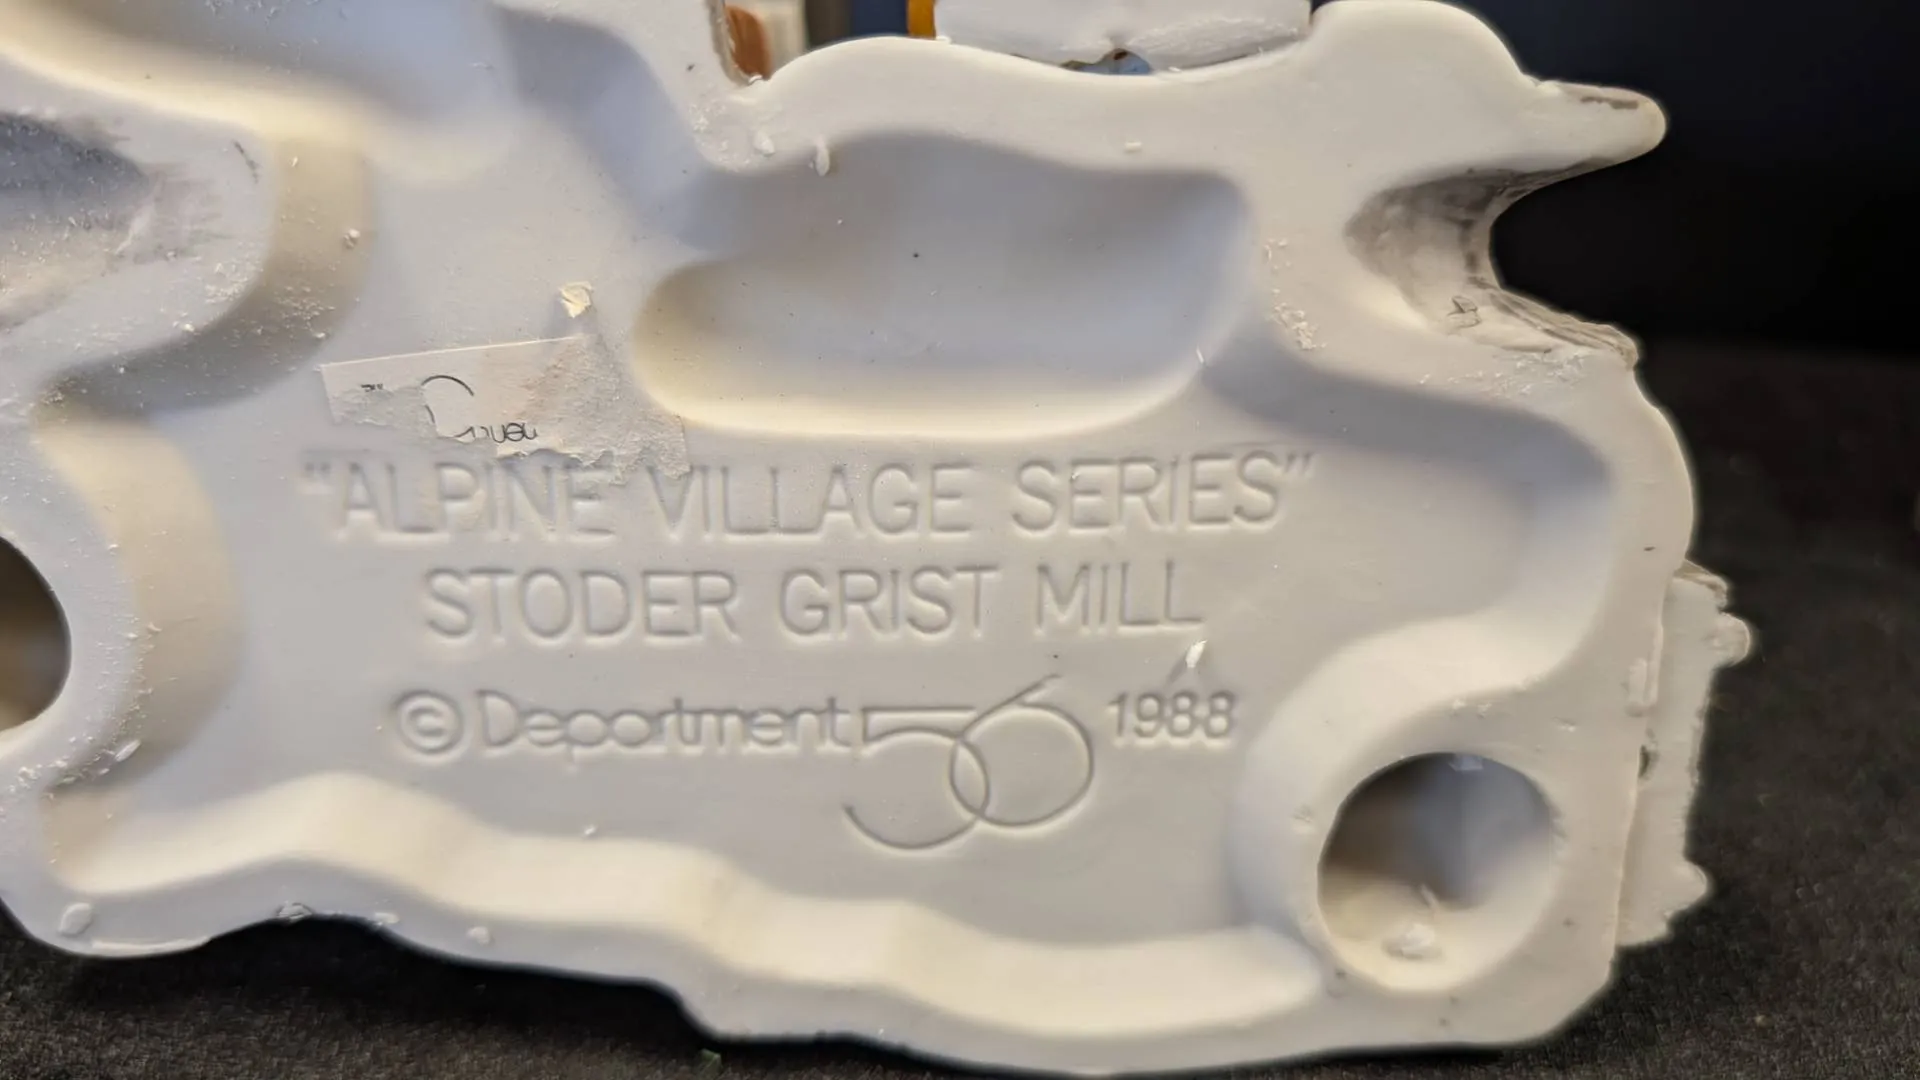 "ALPINE VILLAGE SERIES"
STODER GRIST MILL
© Department 56 1988